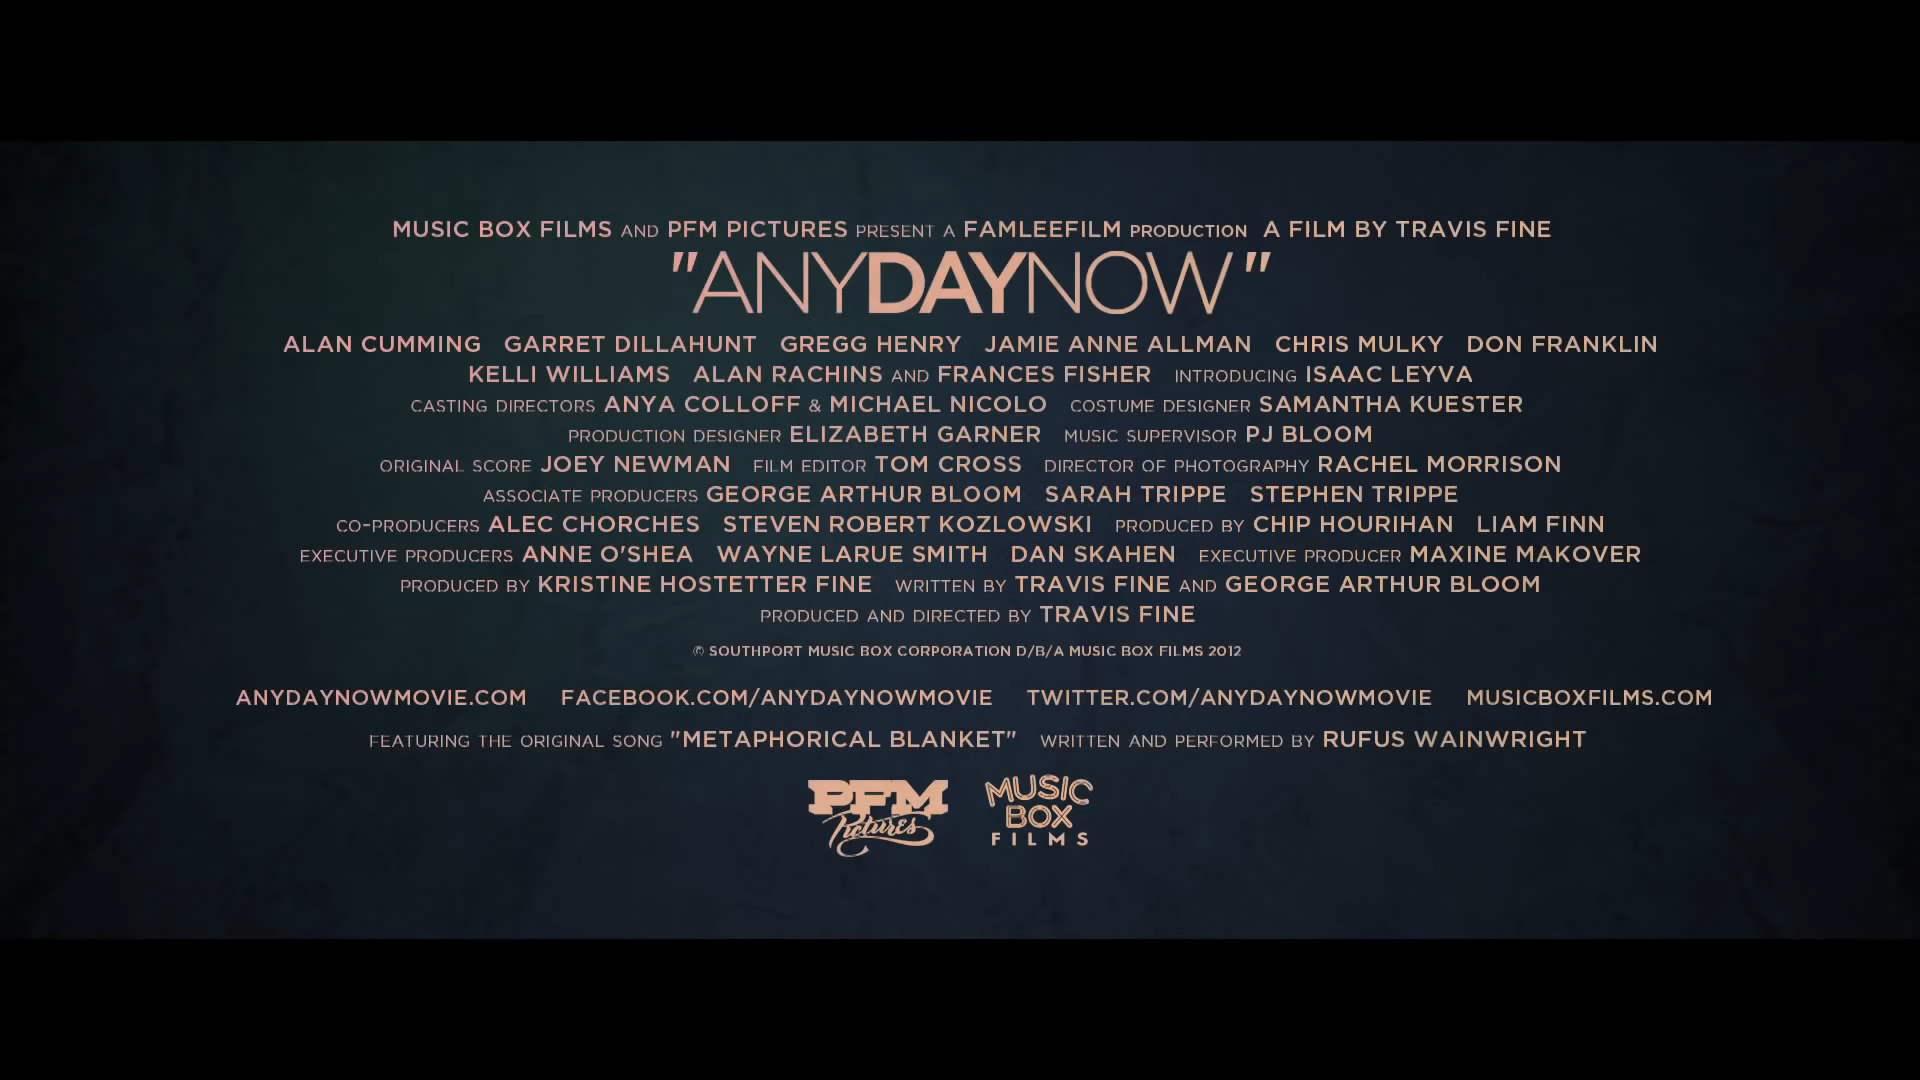 MUSIC BOX FILMS AND PFM PICTURES PRESENT A FAMLEEFILM PRODUCTION A FILM BY TRAVIS FINE
"ANYDAYNOW"
ALAN CUMMING GARRET DILLAHUNT GREGG HENRY JAMIE ANNE ALLMAN CHRIS MULKY DON FRANKLIN
KELLI WILLIAMS ALAN RACHINS AND FRANCES FISHER INTRODUCING ISAAC LEYVA
CASTING DIRECTORS ANYA COLLOFF & MICHAEL NICOLO COSTUME DESIGNER SAMANTHA KUESTER
PRODUCTION DESIGNER ELIZABETH GARNER MUSIC SUPERVISOR PJ BLOOM
ORIGINAL SCORE JOEY NEWMAN FILM EDITOR TOM CROSS DIRECTOR OF PHOTOGRAPHY RACHEL MORRISON
ASSOCIATE PRODUCERS GEORGE ARTHUR BLOOM SARAH TRIPPE STEPHEN TRIPPE
CO-PRODUCERS ALEC CHORCHES STEVEN ROBERT KOZLOWSKI PRODUCED BY CHIP HOURIHAN LIAM FINN
EXECUTIVE PRODUCERS ANNE O'SHEA WAYNE LARUE SMITH DAN SKAHEN EXECUTIVE PRODUCER MAXINE MAKOVER
PRODUCED BY KRISTINE HOSTETTER FINE WRITTEN BY TRAVIS FINE AND GEORGE ARTHUR BLOOM
PRODUCED AND DIRECTED BY TRAVIS FINE
© SOUTHPORT MUSIC BOX CORPORATION D/B/A MUSIC BOX FILMS 2012
ANYDAYNOWMOVIE.COM FACEBOOK.COM/ANYDAYNOWMOVIE TWITTER.COM/ANYDAYNOWMOVIE MUSICBOXFILMS.COM
FEATURING THE ORIGINAL SONG "METAPHORICAL BLANKET" WRITTEN AND PERFORMED BY RUFUS WAINWRIGHT
PFM Pictures
MUSIC BOX FILMS